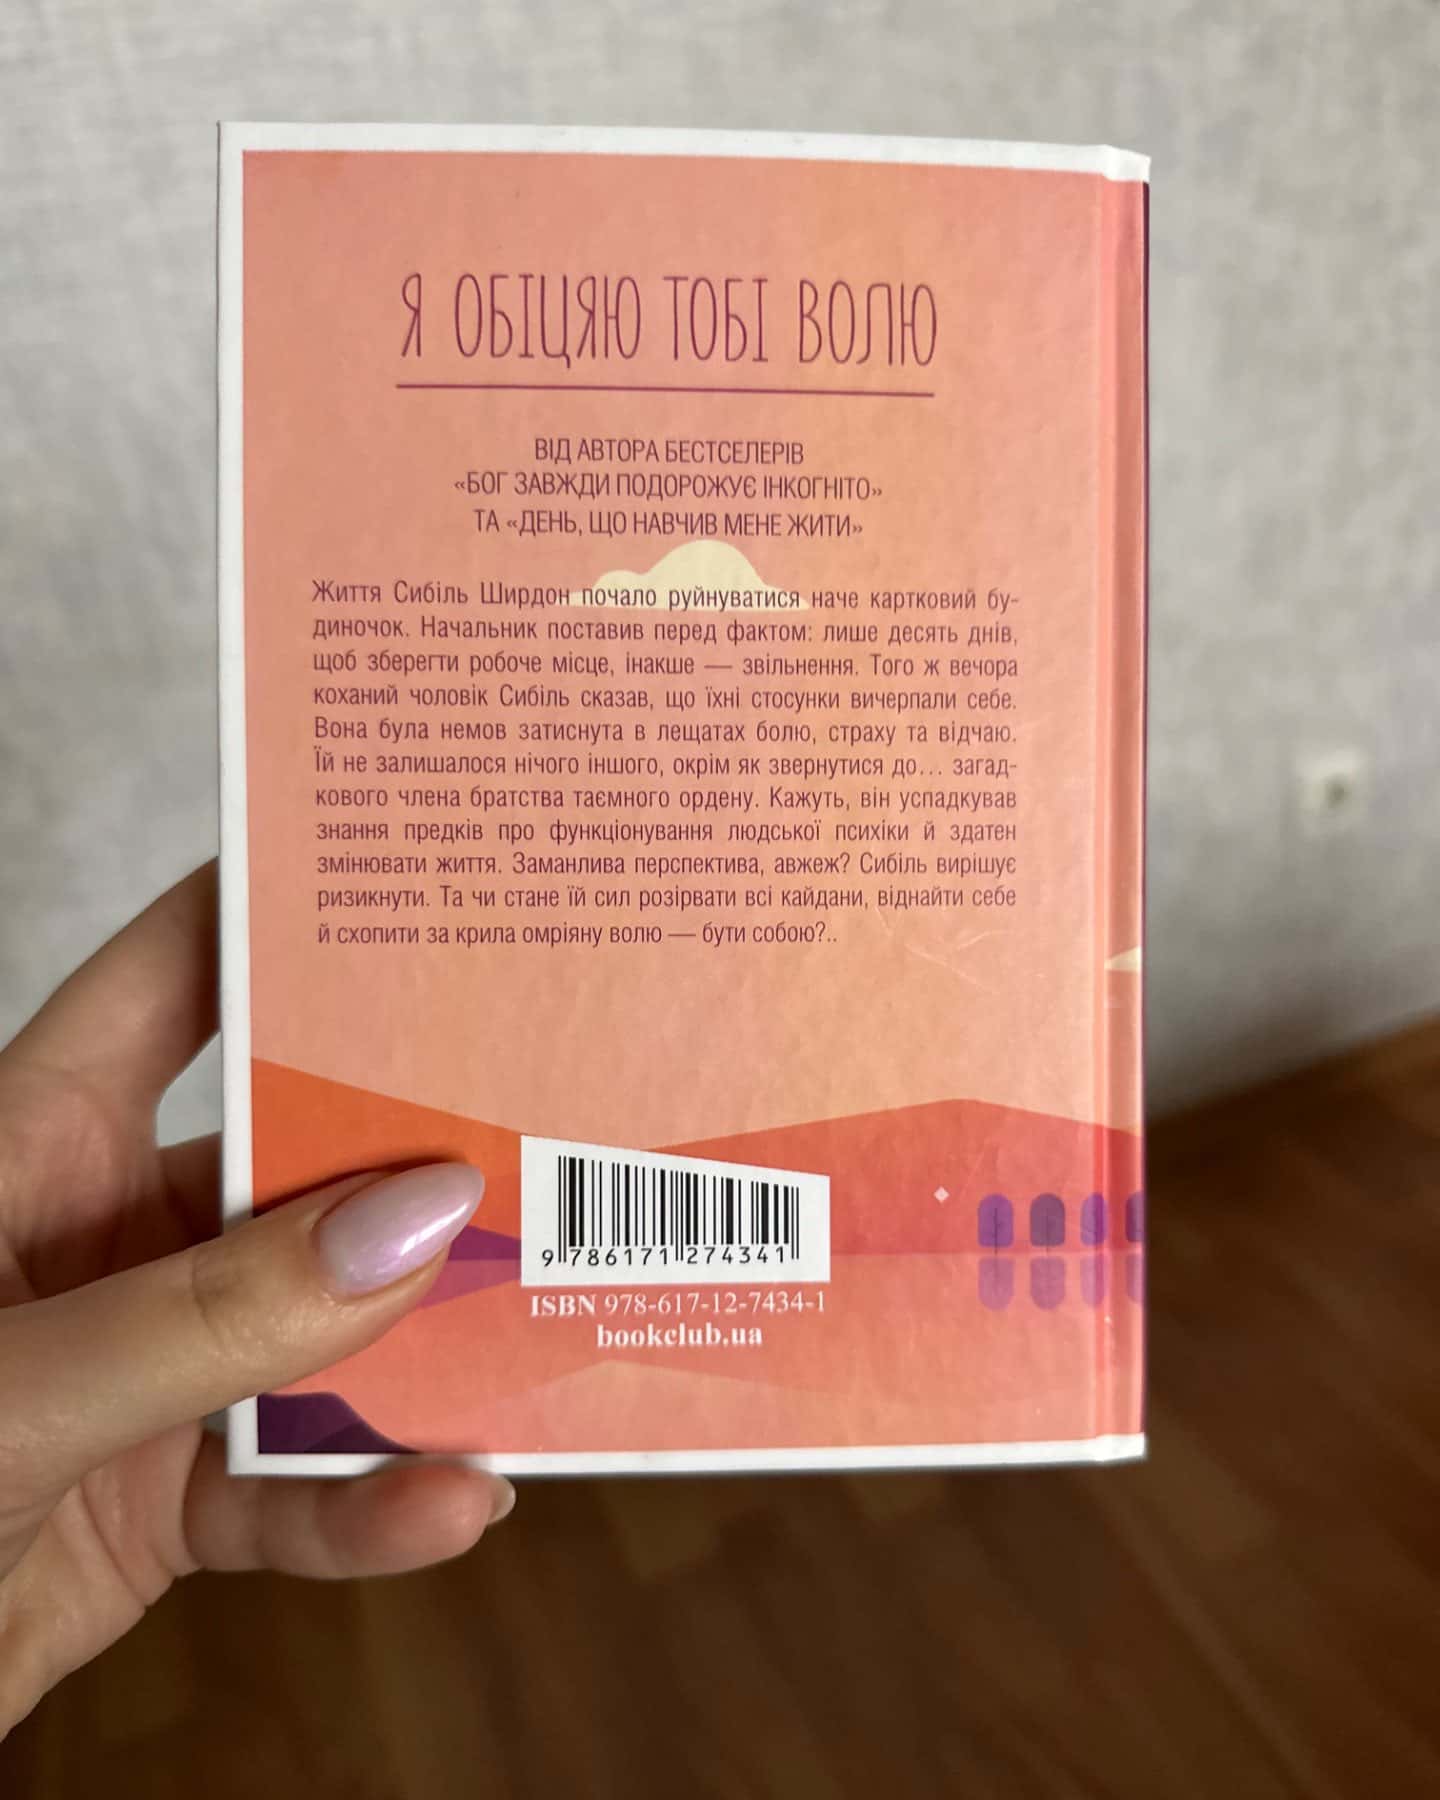 Я ОБІЦЯЮ ТОБІ ВОЛЮ
ВІД АВТОРА БЕСТСЕЛЕРІВ
«БОГ ЗАВЖДИ ПОДОРОЖУЄ ІНКОГНІТО»
ТА «ДЕНЬ, ЩО НАВЧИВ МЕНЕ ЖИТИ»
Життя Сибіль Ширдон почало руйнуватися наче картковий бу-
диночок. Начальник поставив перед фактом: лише десять днів,
щоб зберегти робоче місце, інакше — звільнення. Того ж вечора
коханий чоловік Сибіль сказав, що їхні стосунки вичерпали себе.
Вона була немов затиснута в лещатах болю, страху та відчаю.
Їй не залишалося нічого іншого, окрім як звернутися до… загад-
кового члена братства таємного ордену. Кажуть, він успадкував
знання предків про функціонування людської психіки й здатен
змінювати життя. Заманлива перспектива, авжеж? Сибіль вирішує
ризикнути. Та чи стане їй сил розірвати всі кайдани, віднайти себе
й схопити за крила омріяну волю — бути собою?..
9 786171 274341
ISBN 978-617-12-7434-1
bookclub.ua